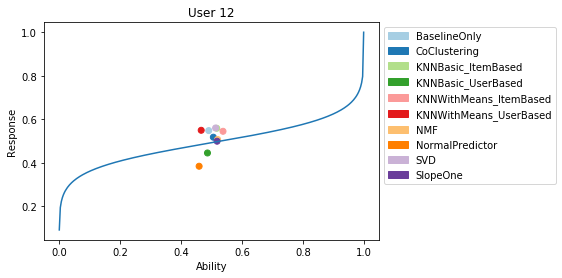 User 12
1.0
0.8
0.6
0.4
0.2
Response
0.0
0.2
0.4
0.6
0.8
1.0
Ability
BaselineOnly
CoClustering
KNNBasic_ItemBased
KNNBasic_UserBased
KNNWithMeans_ItemBased
KNNWithMeans_UserBased
NMF
NormalPredictor
SVD
SlopeOne